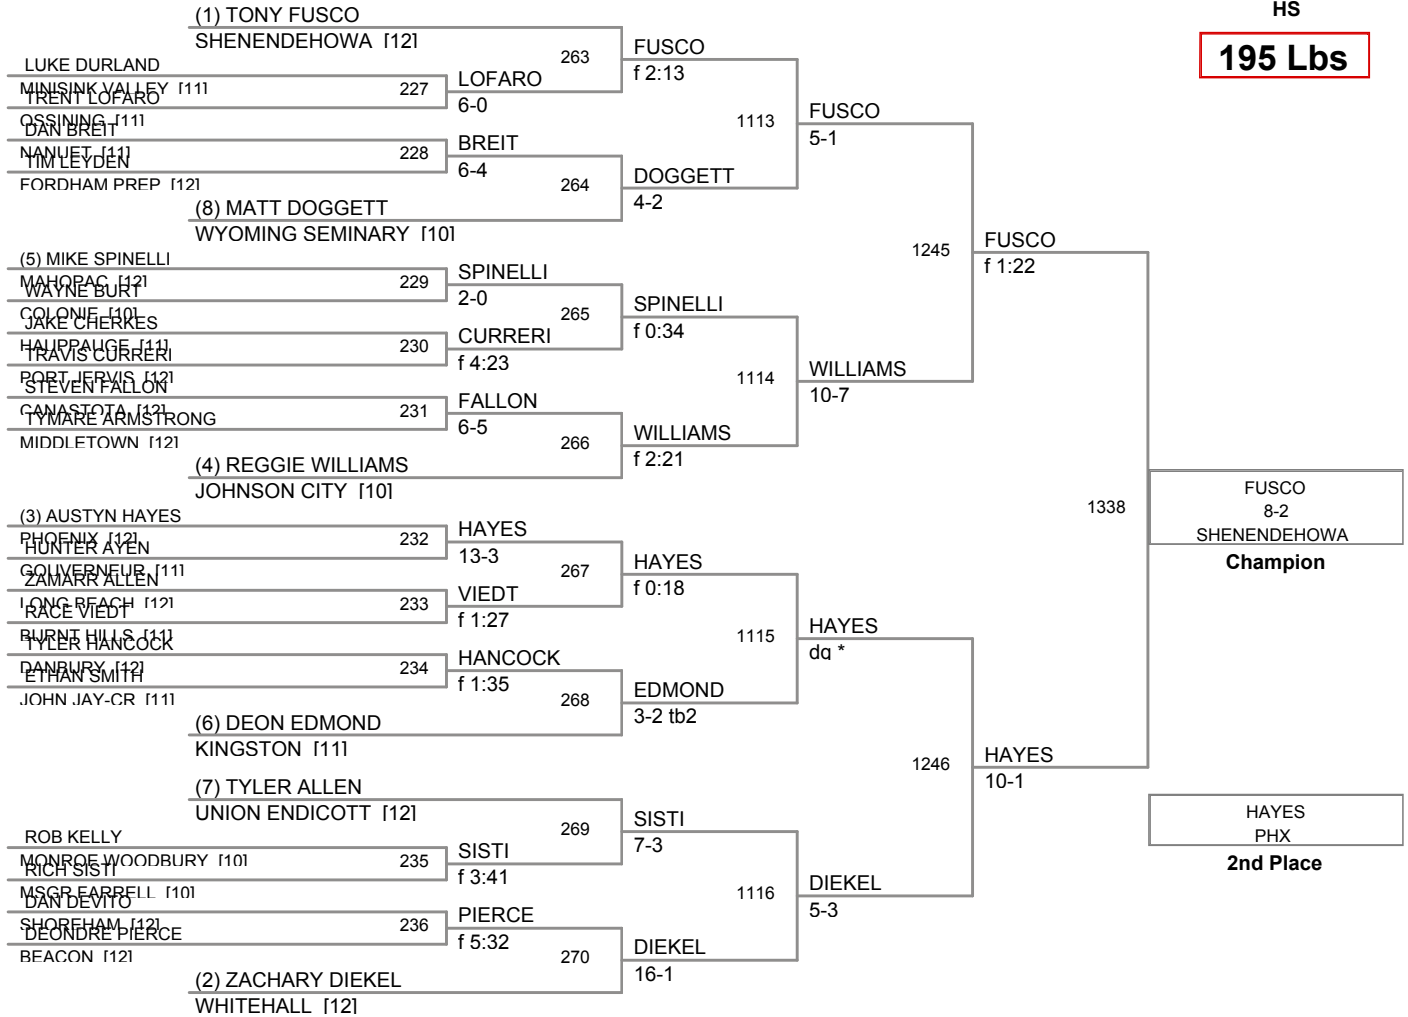 HS
195 Lbs
(1) TONY FUSCO
SHENENDEHOWA [12]
LUKE DURLAND
MINISINK VALLEY [11]
TRENT LOFARO
OSSINING [11]
DAN BREIT
NANUET [11]
TIM LEYDEN
FORDHAM PREP [12]
(8) MATT DOGGETT
WYOMING SEMINARY [10]
(5) MIKE SPINELLI
MAHOPAC [12]
WAYNE BURT
COLONIE [10]
JAKE CHERKES
HAUPPAUGE [11]
TRAVIS CURRERI
PORT JERVIS [12]
STEVEN FALLON
CANASTOTA [12]
TYMARE ARMSTRONG
MIDDLETOWN [12]
(4) REGGIE WILLIAMS
JOHNSON CITY [10]
(3) AUSTYN HAYES
PHOENIX [12]
HUNTER AYEN
GOUVERNEUR [11]
ZAMARR ALLEN
LONG BEACH [12]
RACE VIEDT
BURNT HILLS [11]
TYLER HANCOCK
DANBURY [12]
ETHAN SMITH
JOHN JAY-CR [11]
(6) DEON EDMOND
KINGSTON [11]
(7) TYLER ALLEN
UNION ENDICOTT [12]
ROB KELLY
MONROE WOODBURY [10]
RICH SISTI
MSGR FARRELL [10]
DAN DEVITO
SHOREHAM [12]
DEONDRE PIERCE
BEACON [12]
(2) ZACHARY DIEKEL
WHITEHALL [12]
227
LOFARO
6-0
228
BREIT
6-4
229
SPINELLI
2-0
230
CURRERI
f 4:23
231
FALLON
6-5
232
HAYES
13-3
233
VIEDT
f 1:27
234
HANCOCK
f 1:35
235
SISTI
f 3:41
236
PIERCE
f 5:32
263
FUSCO
f 2:13
264
DOGGETT
4-2
265
SPINELLI
f 0:34
266
WILLIAMS
f 2:21
267
HAYES
f 0:18
268
EDMOND
3-2 tb2
269
SISTI
7-3
270
DIEKEL
16-1
1113
FUSCO
5-1
1114
WILLIAMS
10-7
1115
HAYES
dq *
1116
DIEKEL
5-3
1245
FUSCO
f 1:22
1246
HAYES
10-1
1338
FUSCO
8-2
SHENENDEHOWA
Champion
HAYES
PHX
2nd Place